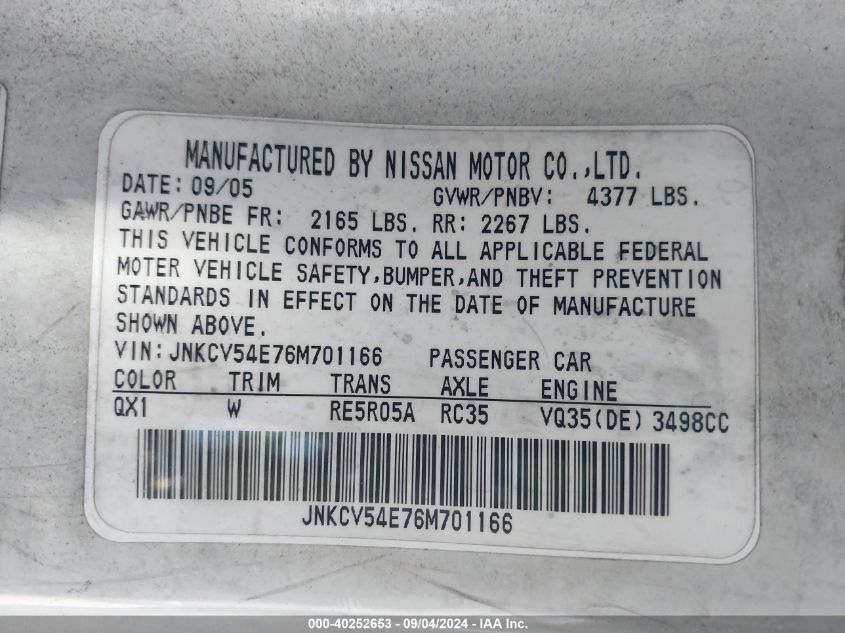 MANUFACTURED BY NISSAN MOTOR CO.,LTD.
DATE: 09/05 GVWR/PNBV: 4377 LBS.
GAWR/PNBE FR: 2165 LBS. RR: 2267 LBS.
THIS VEHICLE CONFORMS TO ALL APPLICABLE FEDERAL
MOTER VEHICLE SAFETY,BUMPER,AND THEFT PREVENTION
STANDARDS IN EFFECT ON THE DATE OF MANUFACTURE
SHOWN ABOVE.
VIN: JNKCV54E76M701166 PASSENGER CAR
COLOR TRIM TRANS AXLE ENGINE
QX1 W RE5R05A RC35 VQ35(DE) 3498CC
JNKCV54E76M701166
000-40252653 - 09/04/2024 - IAA Inc.